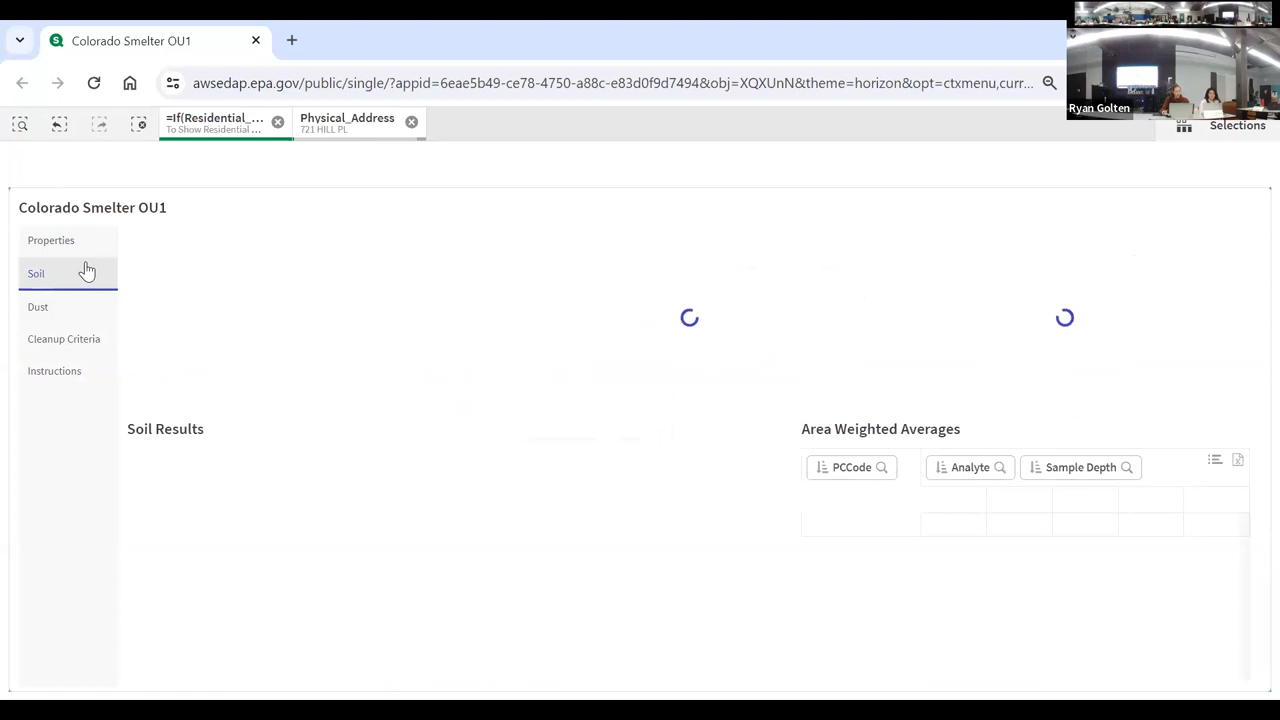 Colorado Smelter OU1
awsedap.epa.gov/public/single/?appid=6eae5b49-ce78-4750-a88c-e83d0f9d7494&obj=XQXUnN&theme=horizon&opt=ctxmenu,curr...
Ryan Golten
=If(Residential_...
To Show Residential ...
Physical_Address
721 HILL PL
Selections
Colorado Smelter OU1
Properties
Soil
Dust
Cleanup Criteria
Instructions
Soil Results
Area Weighted Averages
PCCode
Analyte
Sample Depth